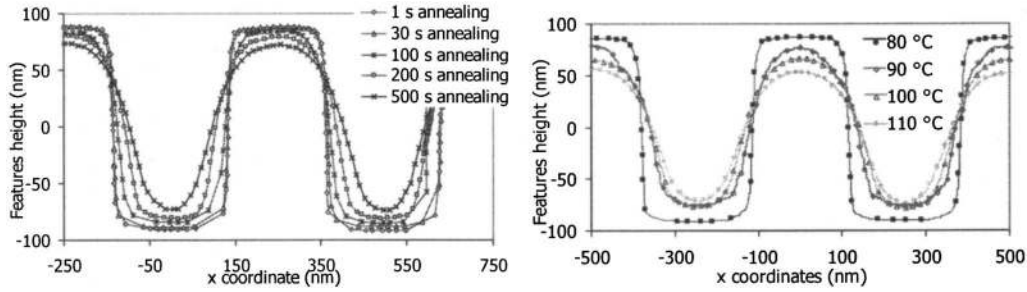 Features height (nm)
100
50
0
-50
-100
-250
-50
150
350
550
750
x coordinate (nm)
1 s annealing
30 s annealing
100 s annealing
200 s annealing
500 s annealing
Features height (nm)
100
50
0
-50
-100
-500
-300
-100
100
300
500
x coordinates (nm)
80 °C
90 °C
100 °C
110 °C